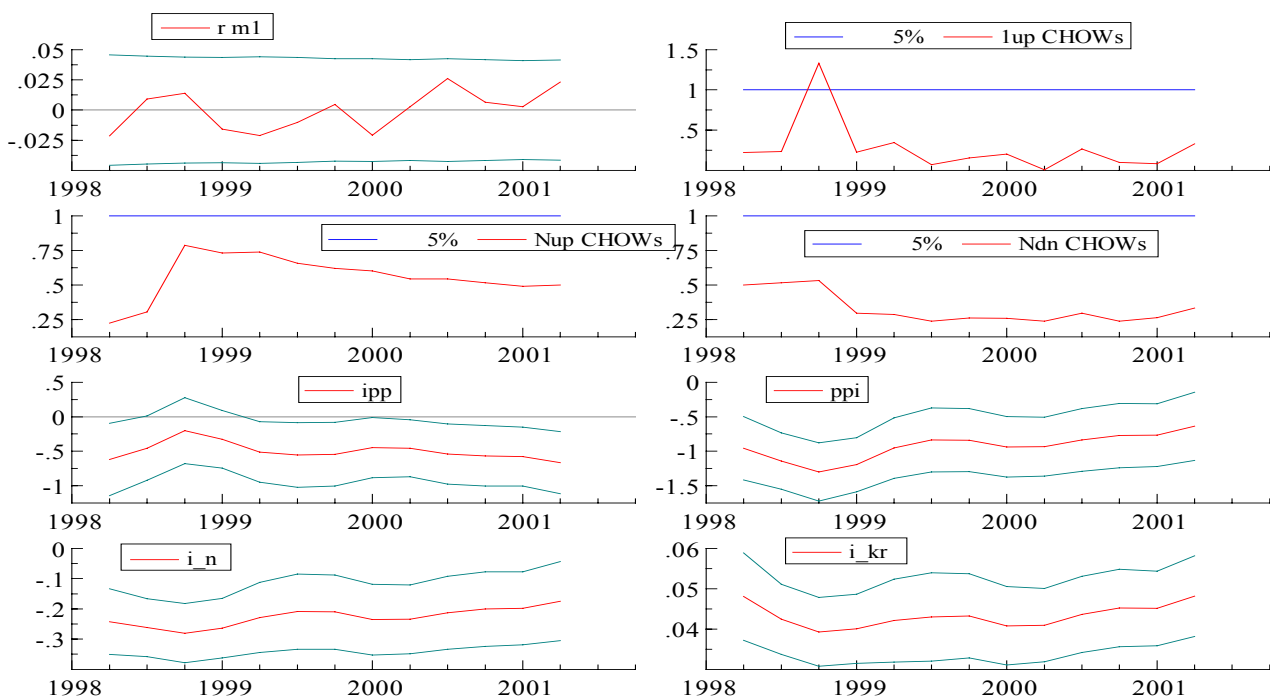 r m1
.05
.025
0
-.025
1998 1999 2000 2001
5% 1up CHOWs
1.5
1
.5
1998 1999 2000 2001
5% Nup CHOWs
1
.75
.5
.25
1998 1999 2000 2001
5% Ndn CHOWs
1
.75
.5
.25
1998 1999 2000 2001
ipp
.5
0
-.5
-1
1998 1999 2000 2001
ppi
0
-.5
-1
-1.5
1998 1999 2000 2001
i_n
0
-.1
-.2
-.3
1998 1999 2000 2001
i_kr
.06
.05
.04
1998 1999 2000 2001